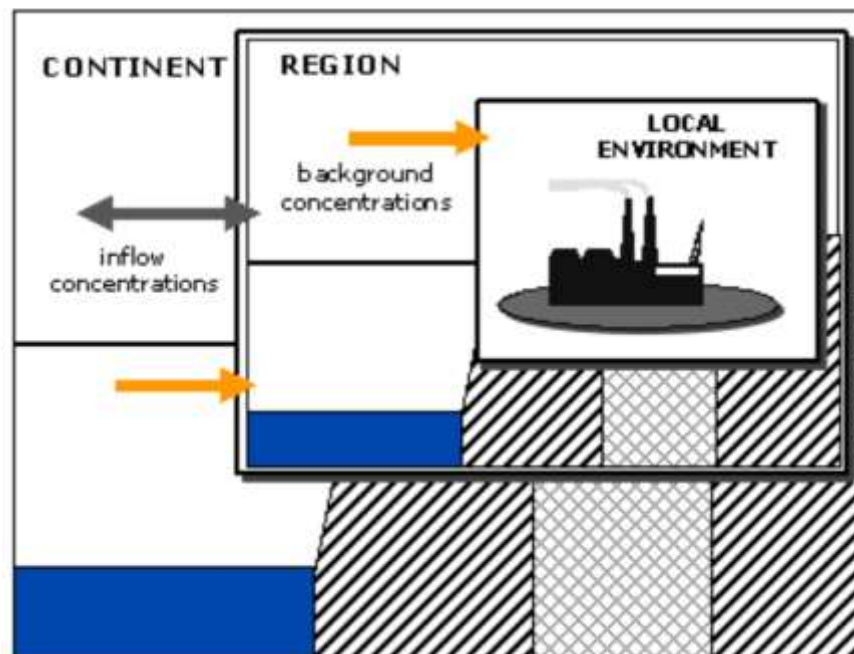 CONTINENT
REGION
LOCAL
ENVIRONMENT
background
concentrations
inflow
concentrations